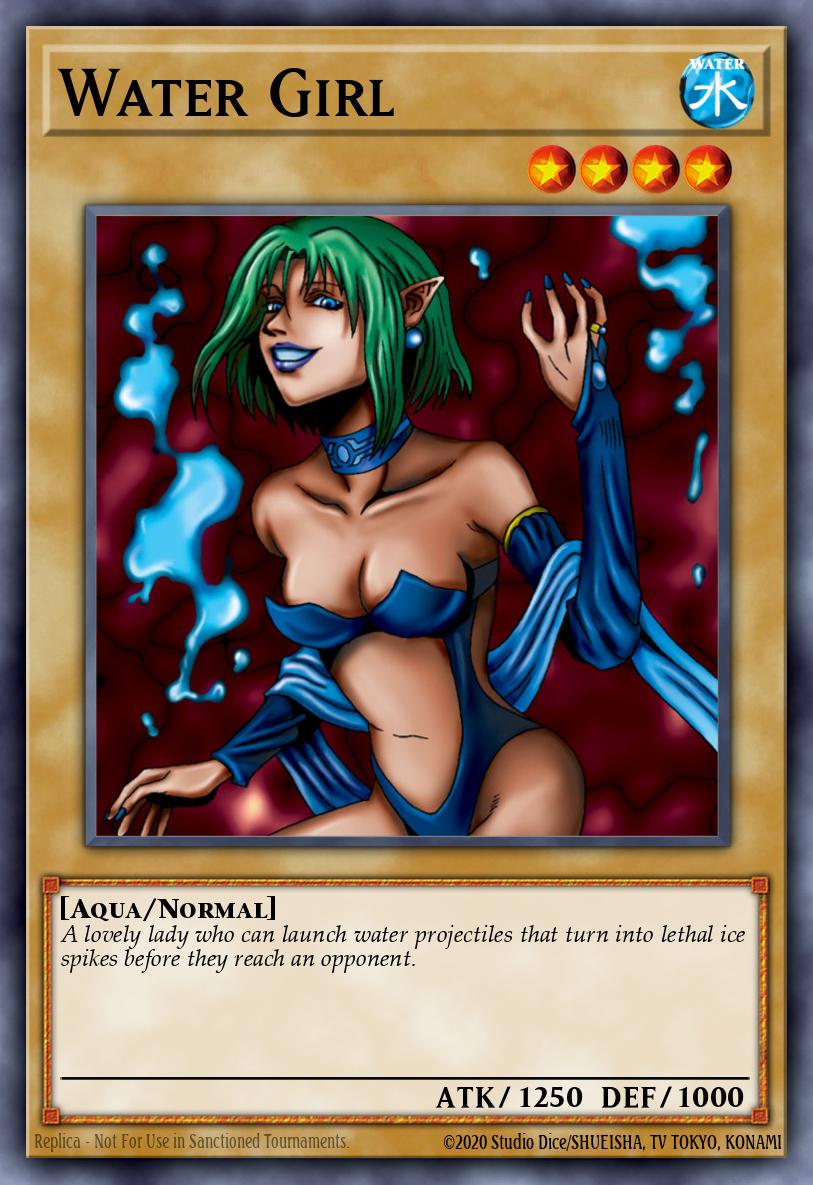 Water Girl
WATER
水
[Aqua/Normal]
A lovely lady who can launch water projectiles that turn into lethal ice
spikes before they reach an opponent.
ATK/1250 DEF/1000
Replica - Not For Use in Sanctioned Tournaments.
©2020 Studio Dice/SHUEISHA, TV TOKYO, KONAMI